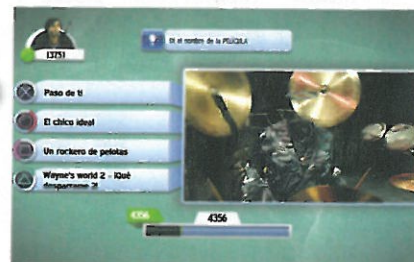 Di el nombre de la PELÍCULA
13751
Paso de ti
El chico ideal
Un rockero de pelotas
Wayne's world 2 - ¡Qué
desparrame 2!
4356
4356